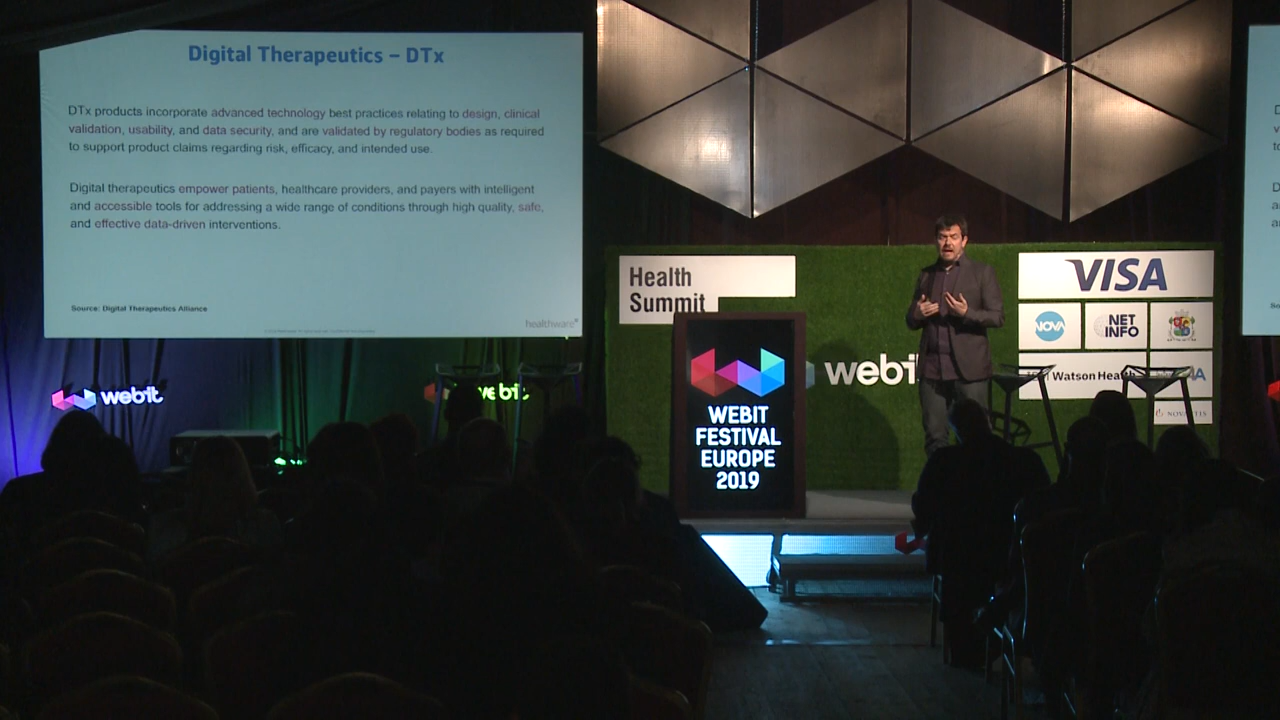 Digital Therapeutics – DTx
DTx products incorporate advanced technology best practices relating to design, clinical
validation, usability, and data security, and are validated by regulatory bodies as required
to support product claims regarding risk, efficacy, and intended use.
Digital therapeutics empower patients, healthcare providers, and payers with intelligent
and accessible tools for addressing a wide range of conditions through high quality, safe,
and effective data-driven interventions.
Source: Digital Therapeutics Alliance
healthware
webit
webit
Health
Summit
WEBIT
FESTIVAL
EUROPE
2019
webi
VISA
NOVA
NET
INFO
Watson Health
NOVARTIS